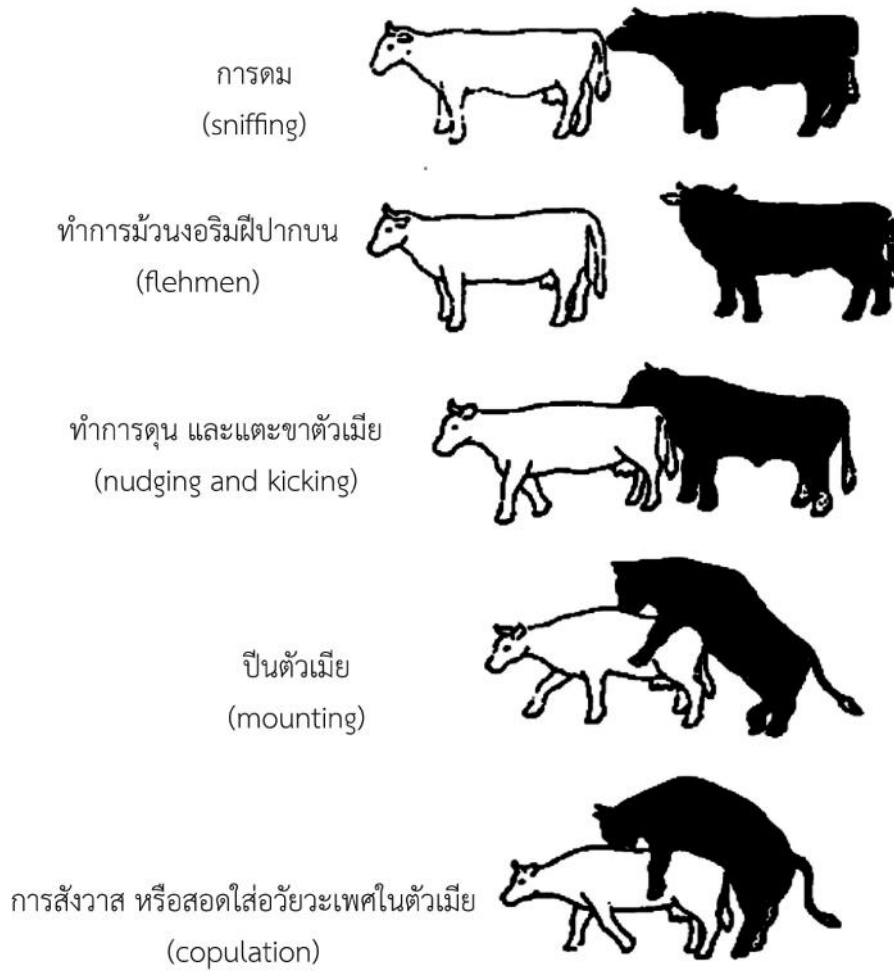 การดม
(sniffing)
ทำการม้วนงอริมฝีปากบน
(flehmen)
ทำการดุน และแตะขาตัวเมีย
(nudging and kicking)
ปีนตัวเมีย
(mounting)
การสังวาส หรือสอดใส่อวัยวะเพศในตัวเมีย
(copulation)